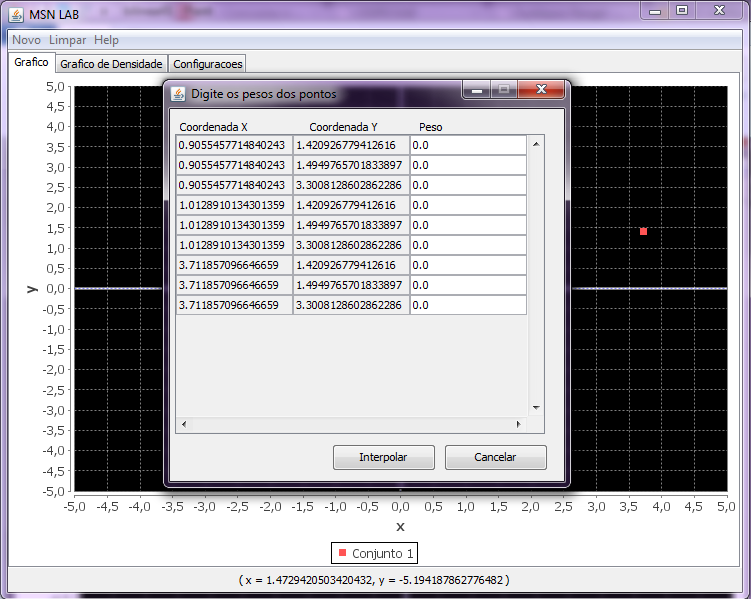 MSN LAB
Novo Limpar Help
Grafico Grafico de Densidade Configuracoes
Digite os pesos dos pontos
Coordenada X Coordenada Y Peso
0.9055457714840243 1.420926779412616 0.0
0.9055457714840243 1.4949765701833897 0.0
0.9055457714840243 3.3008128602862286 0.0
1.0128910134301359 1.420926779412616 0.0
1.0128910134301359 1.4949765701833897 0.0
1.0128910134301359 3.3008128602862286 0.0
3.711857096646659 1.420926779412616 0.0
3.711857096646659 1.4949765701833897 0.0
3.711857096646659 3.3008128602862286 0.0
Interpolar Cancelar
5,0
4,5
4,0
3,5
3,0
2,5
2,0
1,5
1,0
0,5
0,0
-0,5
-1,0
-1,5
-2,0
-2,5
-3,0
-3,5
-4,0
-4,5
-5,0
y
-5,0 -4,5 -4,0 -3,5 -3,0 -2,5 -2,0 -1,5 -1,0 -0,5 0,0 0,5 1,0 1,5 2,0 2,5 3,0 3,5 4,0 4,5 5,0
x
Conjunto 1
( x = 1.4729420503420432, y = -5.194187862776482 )